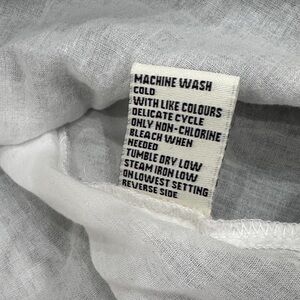 MACHINE WASH
COLD
WITH LIKE COLOURS
DELICATE CYCLE
ONLY NON-CHLORINE
BLEACH WHEN
NEEDED
TUMBLE DRY LOW
STEAM IRON LOW
ON LOWEST SETTING
REVERSE SIDE